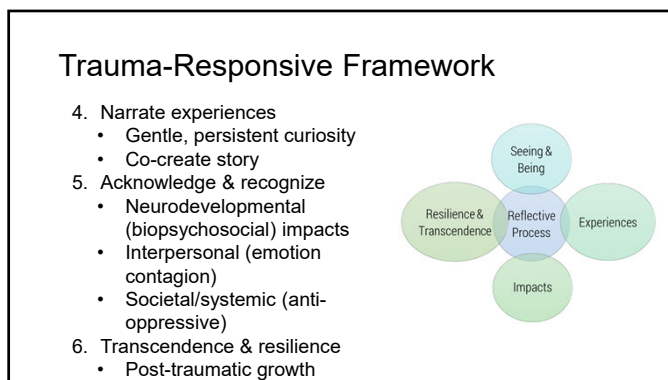 Trauma-Responsive Framework
4. Narrate experiences
• Gentle, persistent curiosity
• Co-create story
5. Acknowledge & recognize
• Neurodevelopmental
(biopsychosocial) impacts
• Interpersonal (emotion
contagion)
• Societal/systemic (anti-
oppressive)
6. Transcendence & resilience
• Post-traumatic growth
Seeing &
Being
Resilience &
Transcendence
Reflective
Process
Experiences
Impacts